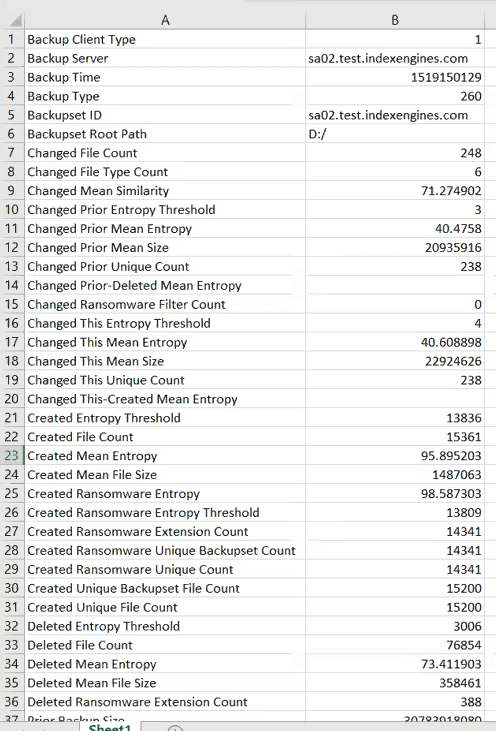 A B
1 Backup Client Type 1
2 Backup Server sa02.test.indexengines.com
3 Backup Time 1519150129
4 Backup Type 260
5 Backupset ID sa02.test.indexengines.com
6 Backupset Root Path D:/
7 Changed File Count 248
8 Changed File Type Count 6
9 Changed Mean Similarity 71.274902
10 Changed Prior Entropy Threshold 3
11 Changed Prior Mean Entropy 40.4758
12 Changed Prior Mean Size 20935916
13 Changed Prior Unique Count 238
14 Changed Prior-Deleted Mean Entropy
15 Changed Ransomware Filter Count 0
16 Changed This Entropy Threshold 4
17 Changed This Mean Entropy 40.608898
18 Changed This Mean Size 22924626
19 Changed This Unique Count 238
20 Changed This-Created Mean Entropy
21 Created Entropy Threshold 13836
22 Created File Count 15361
23 Created Mean Entropy 95.895203
24 Created Mean File Size 1487063
25 Created Ransomware Entropy 98.587303
26 Created Ransomware Entropy Threshold 13809
27 Created Ransomware Extension Count 14341
28 Created Ransomware Unique Backupset Count 14341
29 Created Ransomware Unique Count 14341
30 Created Unique Backupset File Count 15200
31 Created Unique File Count 15200
32 Deleted Entropy Threshold 3006
33 Deleted File Count 76854
34 Deleted Mean Entropy 73.411903
35 Deleted Mean File Size 358461
36 Deleted Ransomware Extension Count 388
37 Prior Backup Size 30783918080
Sheet1